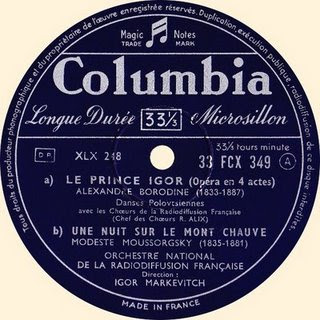 Tous droits du producteur phonographique et du propriétaire de l'œuvre enregistrée réservés. Duplication, exécution publique, radiodiffusion de ce disque interdites.
Magic Notes
TRADE MARK
Columbia
Longue Durée 33⅓ Microsillon
33⅓ tours minute
D.P. XLX 218 33 FCX 349 A
a) LE PRINCE IGOR (Opéra en 4 actes)
ALEXANDRE BORODINE (1833-1887)
Danses Polovtsiennes
avec les Chœurs de la Radiodiffusion Française
(Chef des Chœurs R. ALIX)
b) UNE NUIT SUR LE MONT CHAUVE
MODESTE MOUSSORGSKY (1835-1881)
ORCHESTRE NATIONAL
DE LA RADIODIFFUSION FRANÇAISE
Direction:
IGOR MARKEVITCH
MADE IN FRANCE